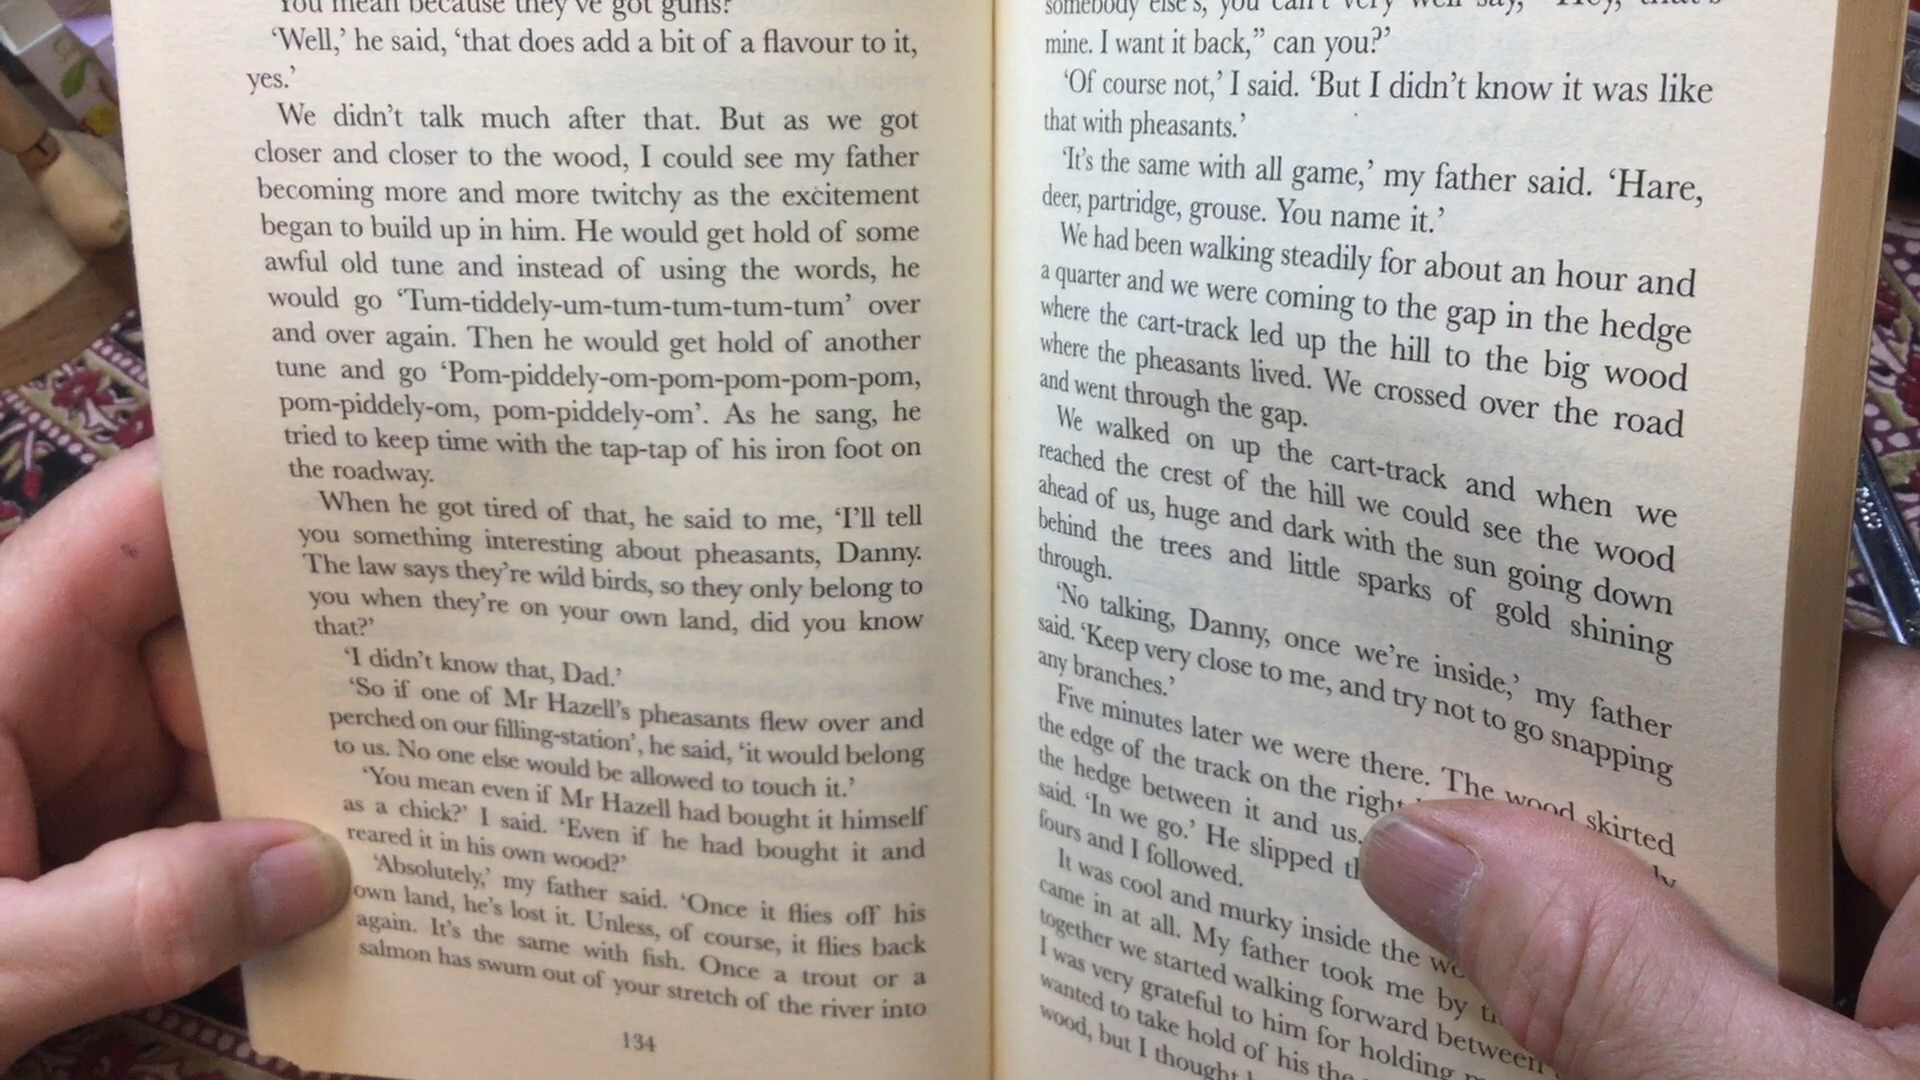 You mean because they've got guns?'
'Well,' he said, 'that does add a bit of a flavour to it,
yes.'
We didn't talk much after that. But as we got
closer and closer to the wood, I could see my father
becoming more and more twitchy as the excitement
began to build up in him. He would get hold of some
awful old tune and instead of using the words, he
would go 'Tum-tiddely-um-tum-tum-tum-tum' over
and over again. Then he would get hold of another
tune and go 'Pom-piddely-om-pom-pom-pom-pom,
pom-piddely-om, pom-piddely-om'. As he sang, he
tried to keep time with the tap-tap of his iron foot on
the roadway.
When he got tired of that, he said to me, 'I'll tell
you something interesting about pheasants, Danny.
The law says they're wild birds, so they only belong to
you when they're on your own land, did you know
that?'
'I didn't know that, Dad.'
'So if one of Mr Hazell's pheasants flew over and
perched on our filling-station', he said, 'it would belong
to us. No one else would be allowed to touch it.'
'You mean even if Mr Hazell had bought it himself
as a chick?' I said. 'Even if he had bought it and
reared it in his own wood?'
'Absolutely,' my father said. 'Once it flies off his
own land, he's lost it. Unless, of course, it flies back
again. It's the same with fish. Once a trout or a
salmon has swum out of your stretch of the river into
134
somebody else's, you can't very well say, "Hey, that's
mine. I want it back," can you?'
'Of course not,' I said. 'But I didn't know it was like
that with pheasants.'
'It's the same with all game,' my father said. 'Hare,
deer, partridge, grouse. You name it.'
We had been walking steadily for about an hour and
a quarter and we were coming to the gap in the hedge
where the cart-track led up the hill to the big wood
where the pheasants lived. We crossed over the road
and went through the gap.
We walked on up the cart-track and when we
reached the crest of the hill we could see the wood
ahead of us, huge and dark with the sun going down
behind the trees and little sparks of gold shining
through.
'No talking, Danny, once we're inside,' my father
said. 'Keep very close to me, and try not to go snapping
any branches.'
Five minutes later we were there. The wood skirted
the edge of the track on the right
the hedge between it and us.
said. 'In we go.' He slipped
fours and I followed.
It was cool and murky inside the
came in at all. My father took me by
together we started walking forward between
I was very grateful to him for holding
wanted to take hold of his the
wood, but I thought